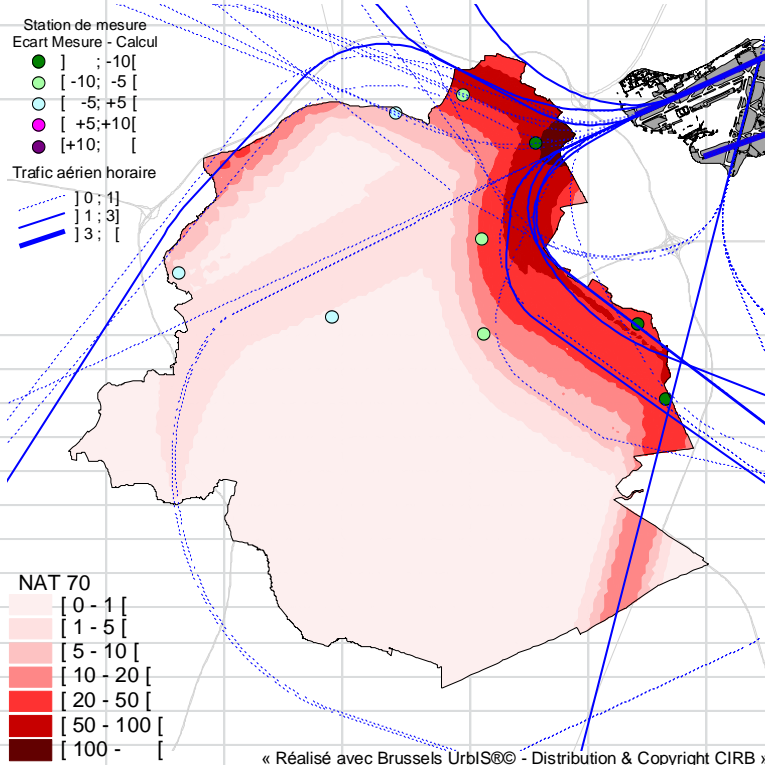 Station de mesure
Ecart Mesure - Calcul
] ; -10[
[ -10; -5 [
[ -5; +5 [
[ +5;+10[
[+10; [
Trafic aérien horaire
] 0 ; 1]
] 1 ; 3]
] 3 ; [
NAT 70
[ 0 - 1 [
[ 1 - 5 [
[ 5 - 10 [
[ 10 - 20 [
[ 20 - 50 [
[ 50 - 100 [
[ 100 - [
« Réalisé avec Brussels UrbIS®© - Distribution & Copyright CIRB »